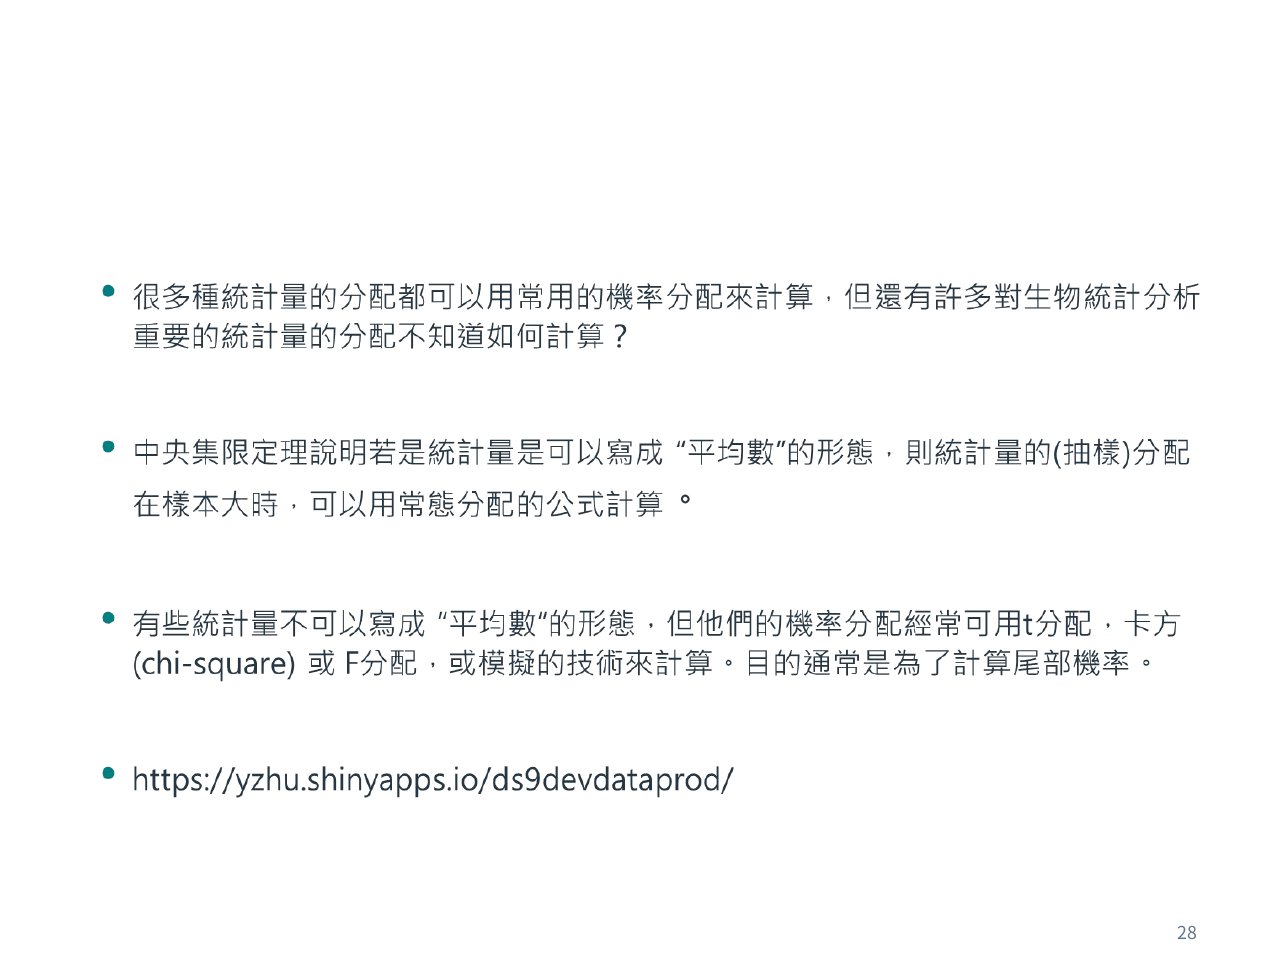 • 很多種統計量的分配都可以用常用的機率分配來計算，但還有許多對生物統計分析
重要的統計量的分配不知道如何計算？
• 中央集限定理說明若是統計量是可以寫成 “平均數”的形態，則統計量的(抽樣)分配
在樣本大時，可以用常態分配的公式計算 。
• 有些統計量不可以寫成 “平均數“的形態，但他們的機率分配經常可用t分配，卡方
(chi-square) 或 F分配，或模擬的技術來計算。目的通常是為了計算尾部機率。
• https://yzhu.shinyapps.io/ds9devdataprod/
28